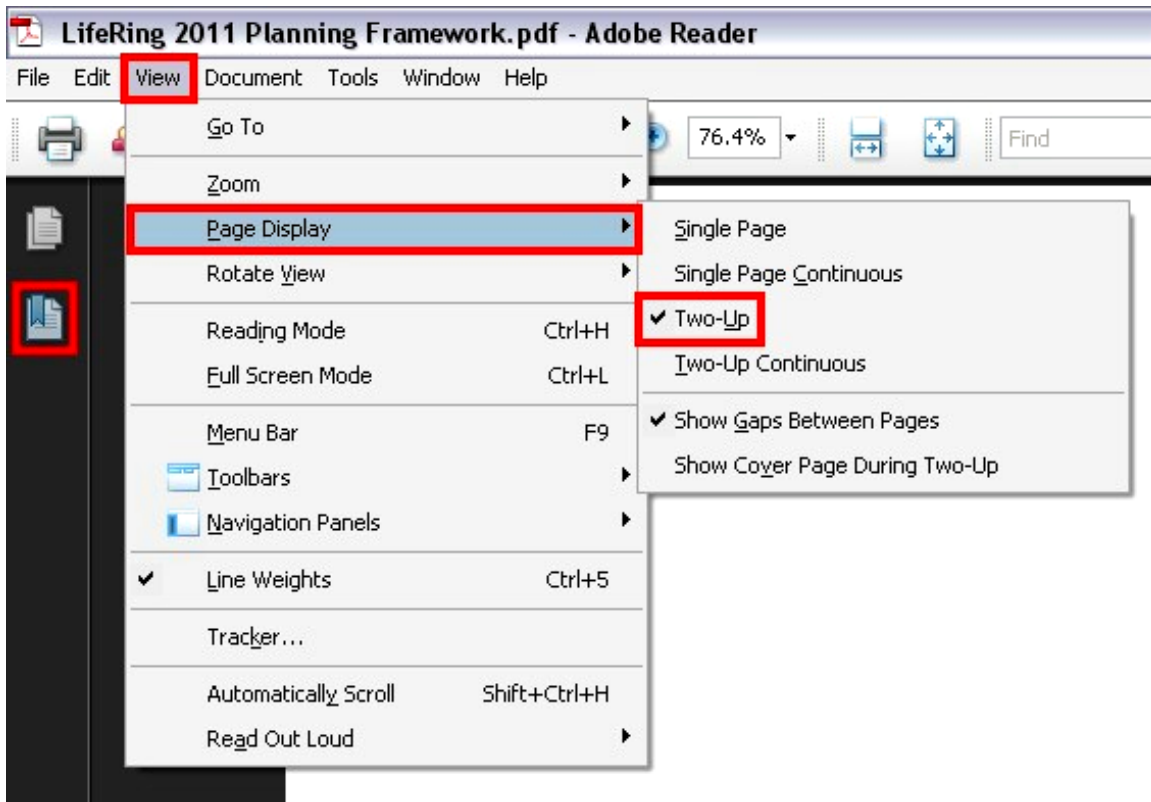 LifeRing 2011 Planning Framework.pdf - Adobe Reader
File Edit View Document Tools Window Help
76.4% Find
Go To
Zoom
Page Display
Rotate View
Reading Mode Ctrl+H
Full Screen Mode Ctrl+L
Menu Bar F9
Toolbars
Navigation Panels
Line Weights Ctrl+5
Tracker...
Automatically Scroll Shift+Ctrl+H
Read Out Loud
Single Page
Single Page Continuous
Two-Up
Two-Up Continuous
Show Gaps Between Pages
Show Cover Page During Two-Up